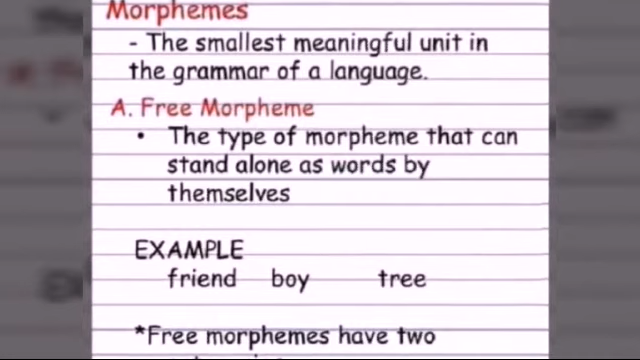 Morphemes
- The smallest meaningful unit in
the grammar of a language.
A. Free Morpheme
• The type of morpheme that can
stand alone as words by
themselves
EXAMPLE
friend boy tree
*Free morphemes have two